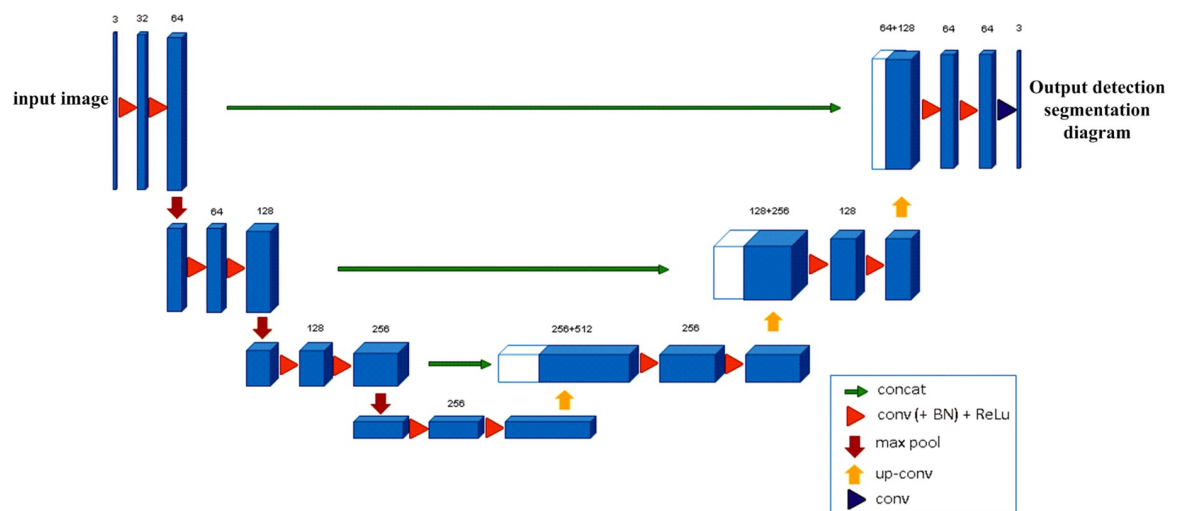 3
32
64
64+128
64
64
3
input image
Output detection
segmentation
diagram
64
128
128+256
128
128
256
256+512
256
256
concat
conv (+ BN) + ReLu
max pool
up-conv
conv